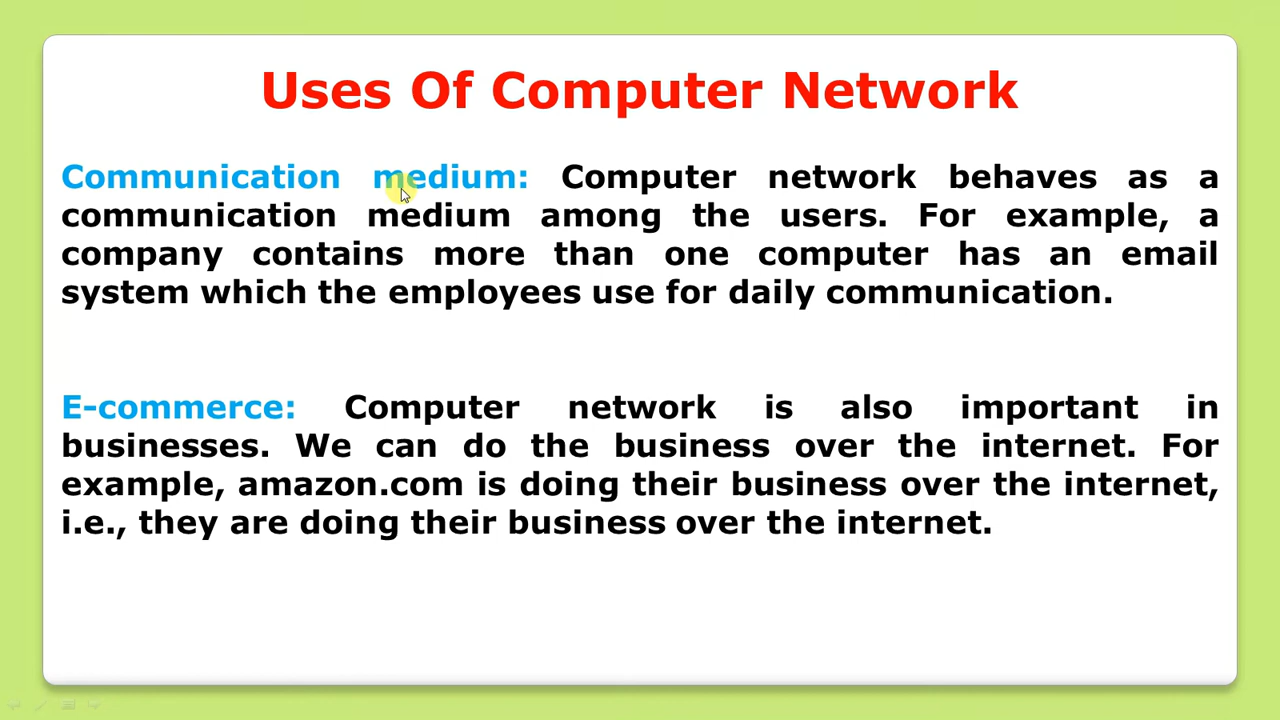 Uses Of Computer Network
Communication medium: Computer network behaves as a
communication medium among the users. For example, a
company contains more than one computer has an email
system which the employees use for daily communication.
E-commerce: Computer network is also important in
businesses. We can do the business over the internet. For
example, amazon.com is doing their business over the internet,
i.e., they are doing their business over the internet.